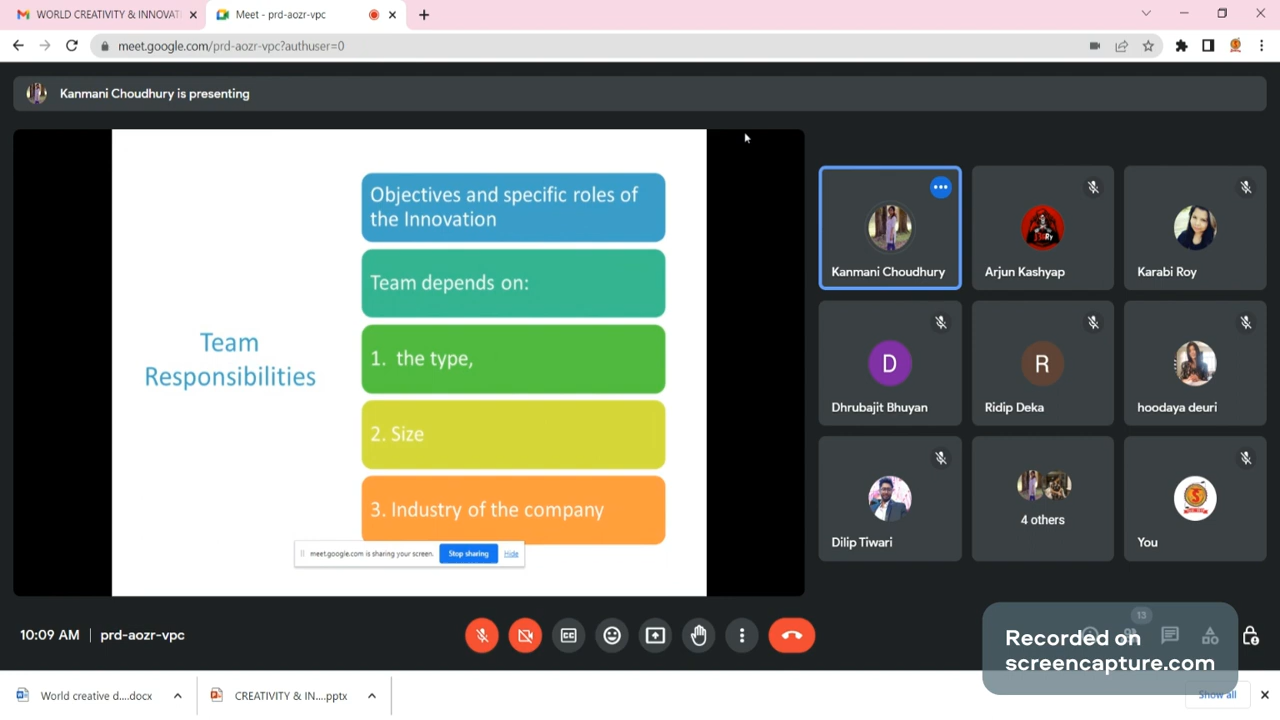 WORLD CREATIVITY & INNOVAT
Meet - prd-aozr-vpc
meet.google.com/prd-aozr-vpc?authuser=0
Kanmani Choudhury is presenting
Team
Responsibilities
Objectives and specific roles of
the Innovation
Team depends on:
1. the type,
2. Size
3. Industry of the company
meet.google.com is sharing your screen.
Stop sharing
Hide
Kanmani Choudhury
Arjun Kashyap
Karabi Roy
D
Dhrubajit Bhuyan
R
Ridip Deka
hoodaya deuri
Dilip Tiwari
4 others
You
10:09 AM | prd-aozr-vpc
13
Recorded on
screencapture.com
World creative d....docx
CREATIVITY & IN....pptx
Show all